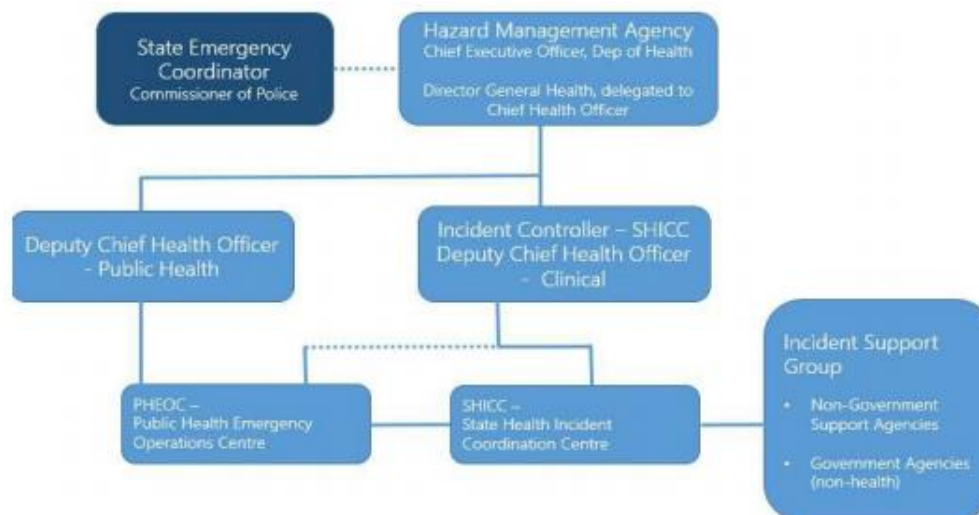 State Emergency
Coordinator
Commissioner of Police
Hazard Management Agency
Chief Executive Officer, Dep of Health
Director General Health, delegated to
Chief Health Officer
Deputy Chief Health Officer
- Public Health
Incident Controller – SHICC
Deputy Chief Health Officer
- Clinical
PHEOC –
Public Health Emergency
Operations Centre
SHICC –
State Health Incident
Coordination Centre
Incident Support
Group
• Non-Government
Support Agencies
• Government Agencies
(non-health)